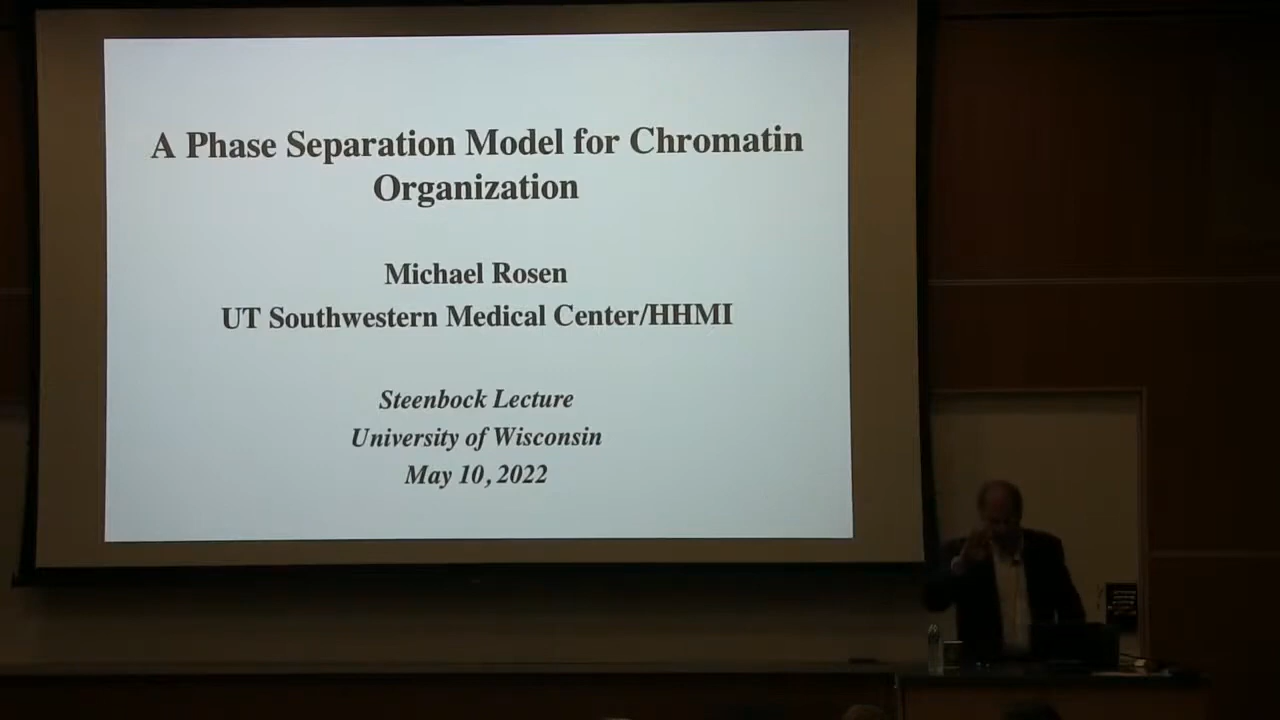 A Phase Separation Model for Chromatin
Organization
Michael Rosen
UT Southwestern Medical Center/HHMI
Steenbock Lecture
University of Wisconsin
May 10, 2022